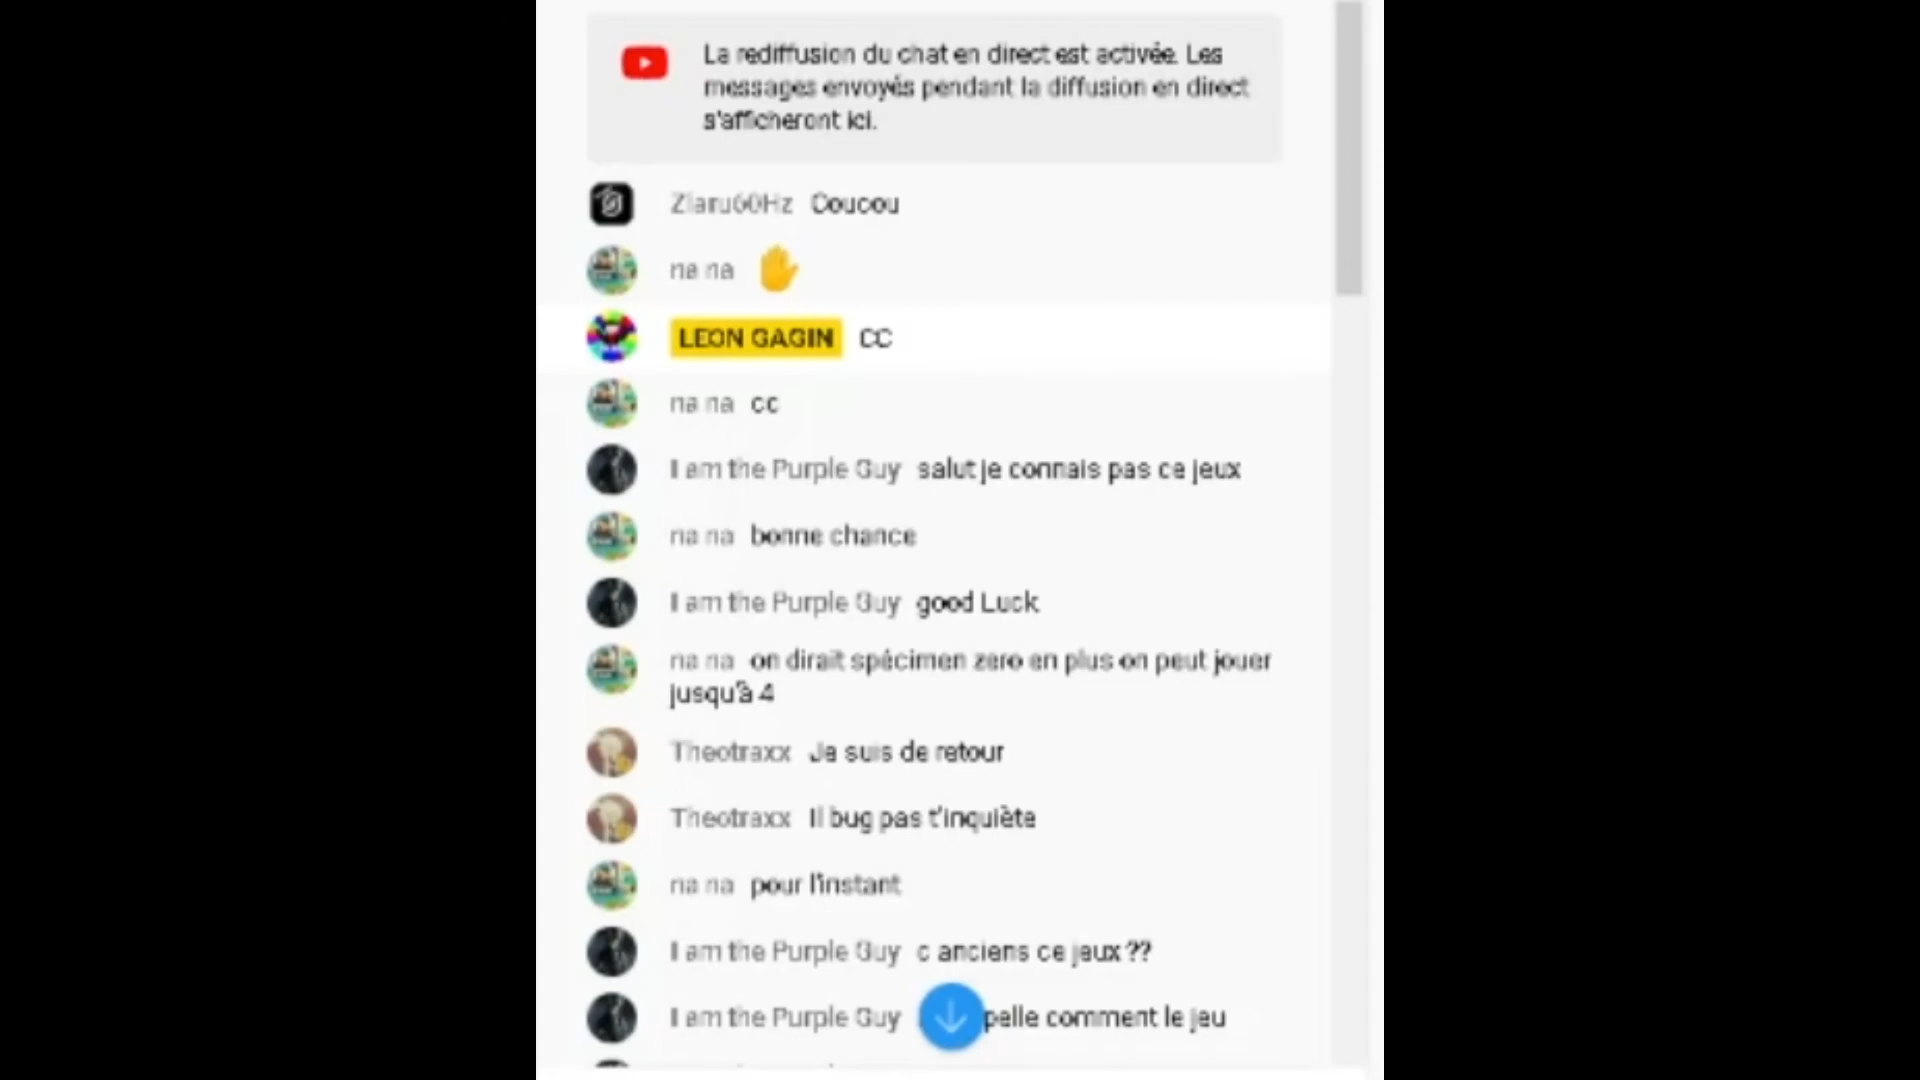 La rediffusion du chat en direct est activée. Les
messages envoyés pendant la diffusion en direct
s'afficheront ici.
Ziaru60Hz Coucou
na na
LEON GAGIN CC
na na cc
I am the Purple Guy salut je connais pas ce jeux
na na bonne chance
I am the Purple Guy good Luck
na na on dirait spécimen zero en plus on peut jouer
jusqu'à 4
Theotraxx Je suis de retour
Theotraxx Il bug pas t'inquiète
na na pour l'instant
I am the Purple Guy c anciens ce jeux ??
I am the Purple Guy pelle comment le jeu